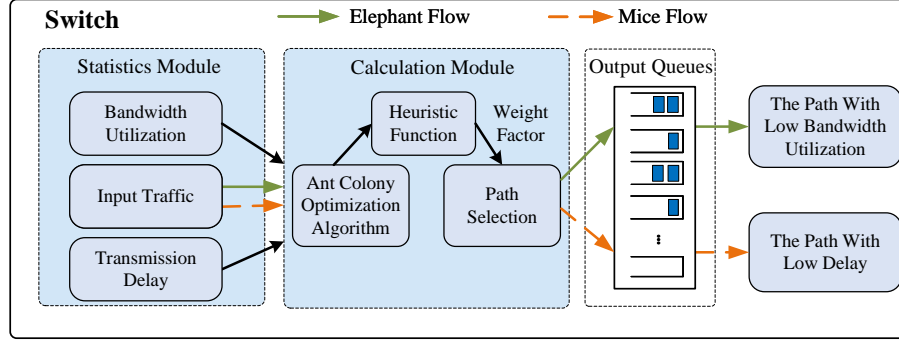 Switch
Elephant Flow
Mice Flow
Statistics Module
Bandwidth
Utilization
Input Traffic
Transmission
Delay
Calculation Module
Heuristic
Function
Weight
Factor
Ant Colony
Optimization
Algorithm
Path
Selection
Output Queues
...
The Path With
Low Bandwidth
Utilization
The Path With
Low Delay